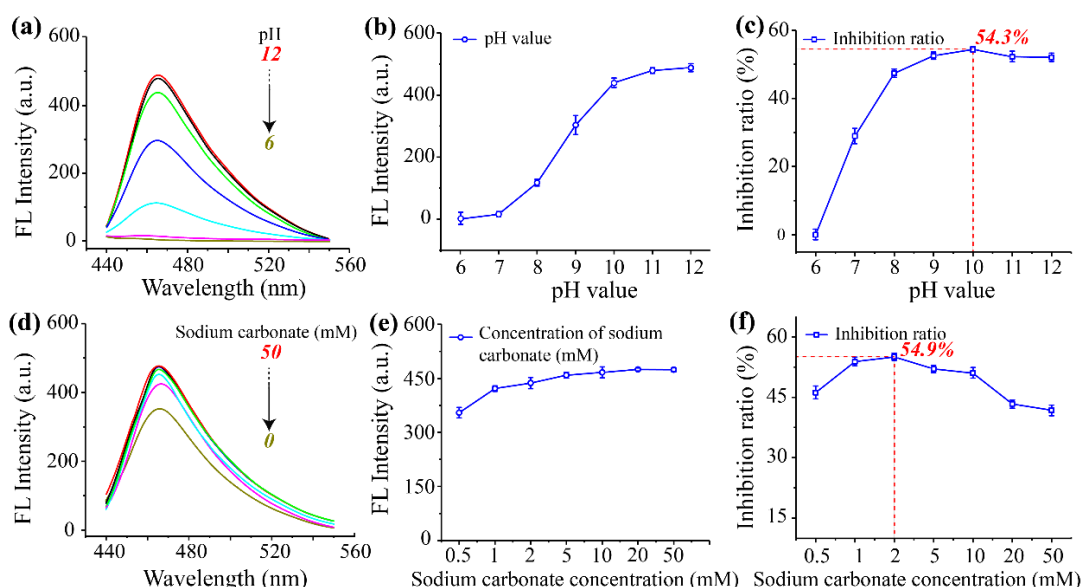 (a)
600
400
200
0
FL Intensity (a.u.)
440 480 520 560
Wavelength (nm)
pH
12
6
(b)
600
400
200
0
FL Intensity (a.u.)
pH value
6 7 8 9 10 11 12
pH value
(c)
60
40
20
0
Inhibition ratio (%)
Inhibition ratio
54.3%
6 7 8 9 10 11 12
pH value
(d)
600
400
200
0
FL Intensity (a.u.)
Sodium carbonate (mM)
50
0
440 480 520 560
Wavelength (nm)
(e)
600
450
300
150
0
FL Intensity (a.u.)
Concentration of sodium
carbonate (mM)
0.5 1 2 5 10 20 50
Sodium carbonate concentration (mM)
(f)
60
45
30
15
Inhibition ratio (%)
Inhibition ratio
54.9%
0.5 1 2 5 10 20 50
Sodium carbonate concentration (mM)